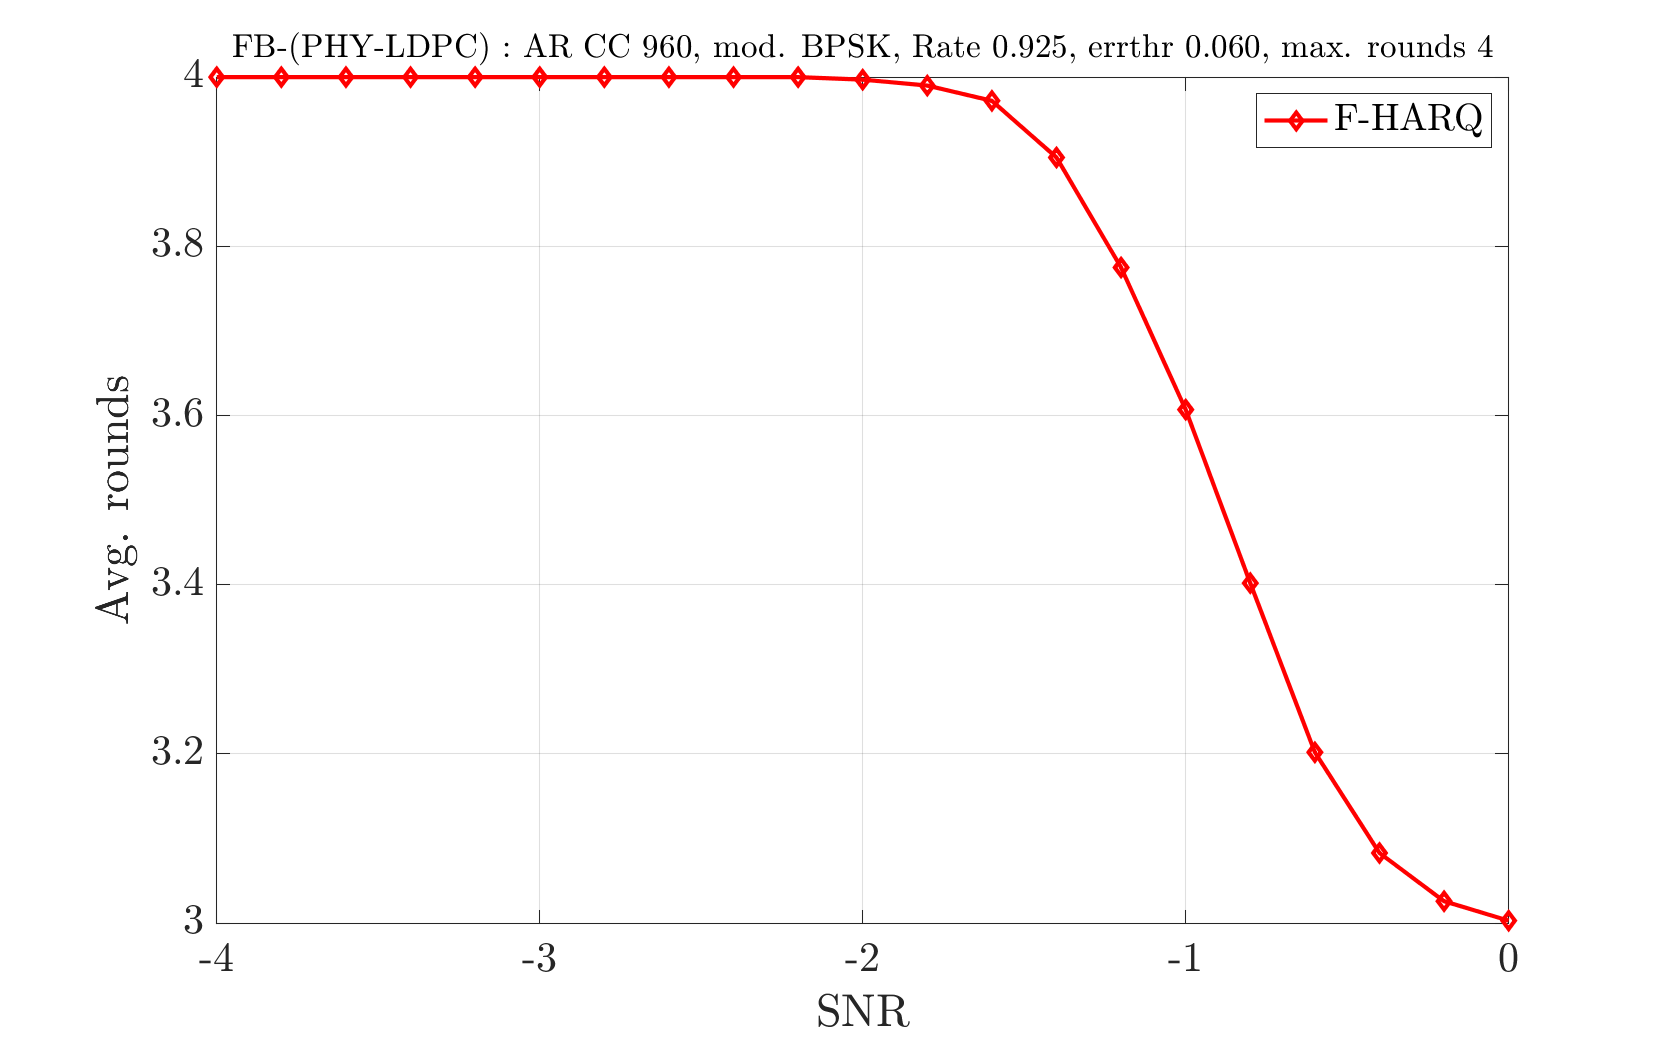 FB-(PHY-LDPC) : AR CC 960, mod. BPSK, Rate 0.925, errthr 0.060, max. rounds 4
F-HARQ
4
3.8
3.6
3.4
3.2
3
Avg. rounds
-4 -3 -2 -1 0
SNR